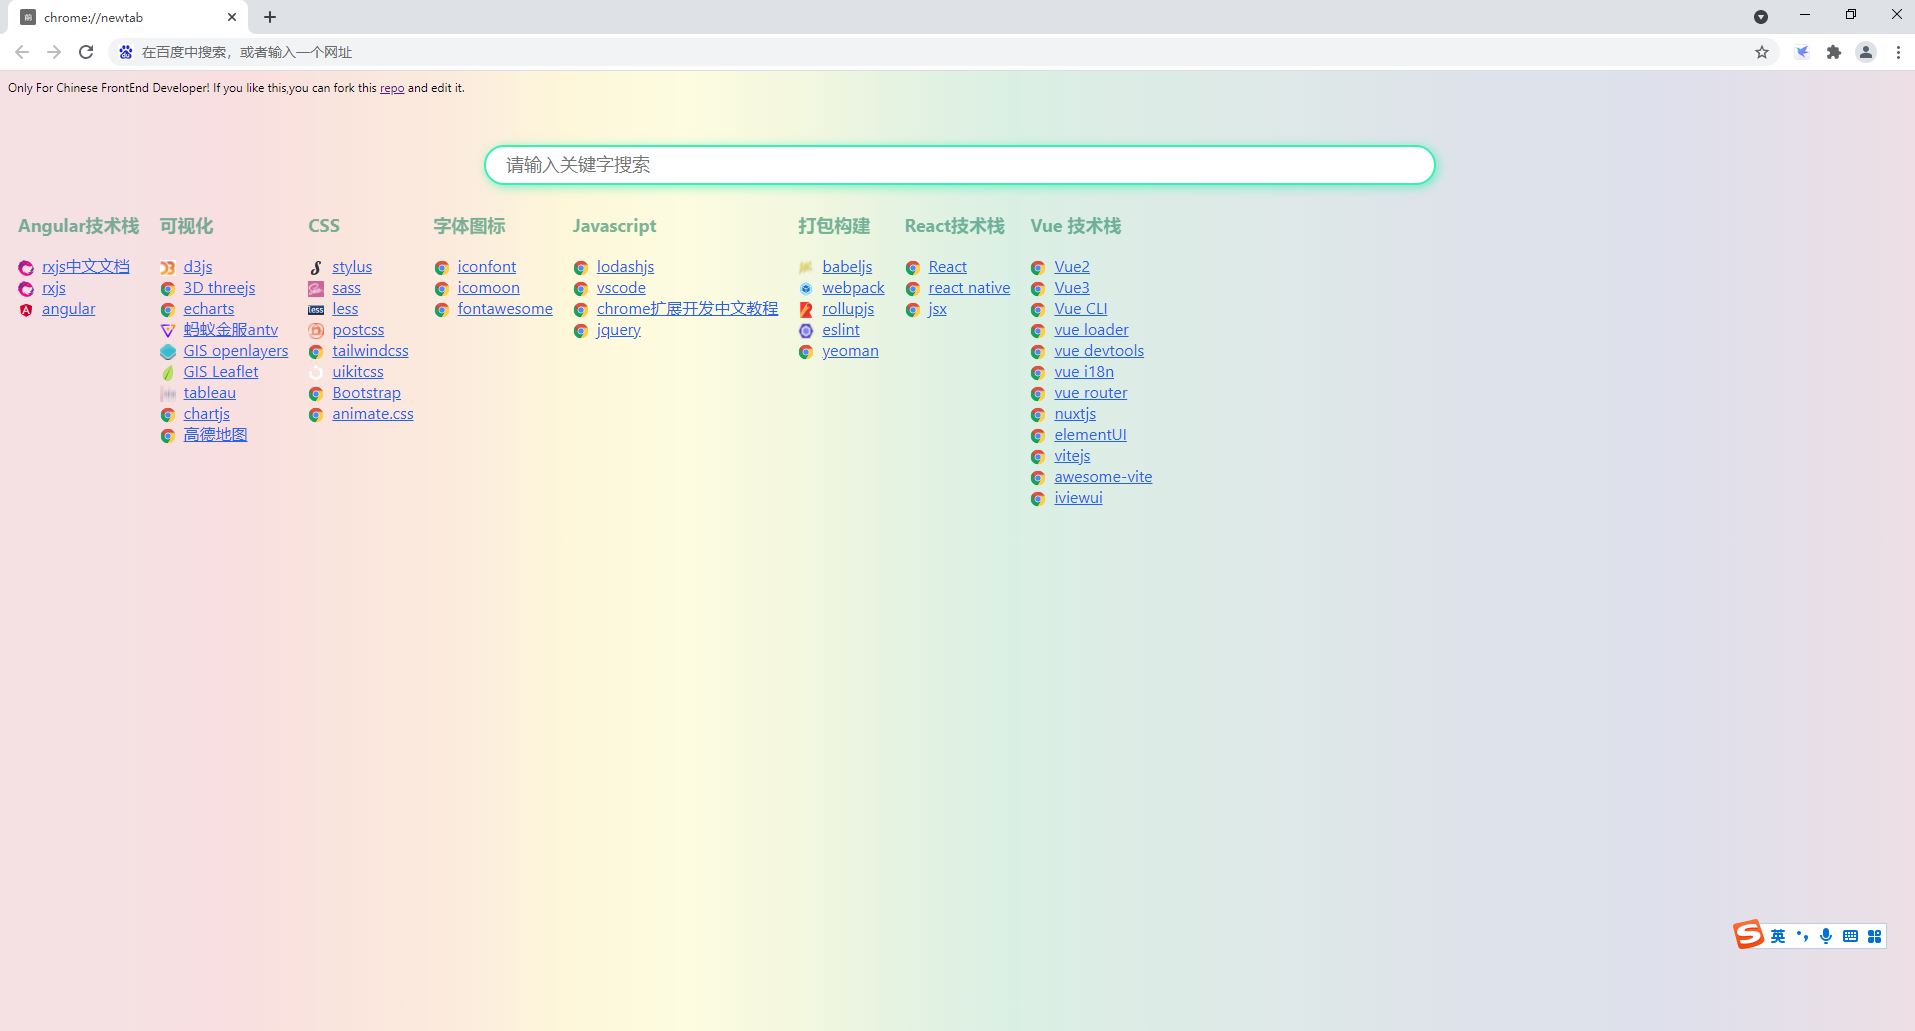 chrome://newtab
在百度中搜索，或者输入一个网址
Only For Chinese FrontEnd Developer! If you like this,you can fork this repo and edit it.
请输入关键字搜索
Angular技术栈
rxjs中文文档
rxjs
angular
可视化
d3js
3D threejs
echarts
蚂蚁金服antv
GIS openlayers
GIS Leaflet
tableau
chartjs
高德地图
CSS
stylus
sass
less
postcss
tailwindcss
uikitcss
Bootstrap
animate.css
字体图标
iconfont
icomoon
fontawesome
Javascript
lodashjs
vscode
chrome扩展开发中文教程
jquery
打包构建
babeljs
webpack
rollupjs
eslint
yeoman
React技术栈
React
react native
jsx
Vue 技术栈
Vue2
Vue3
Vue CLI
vue loader
vue devtools
vue i18n
vue router
nuxtjs
elementUI
vitejs
awesome-vite
iviewui
英